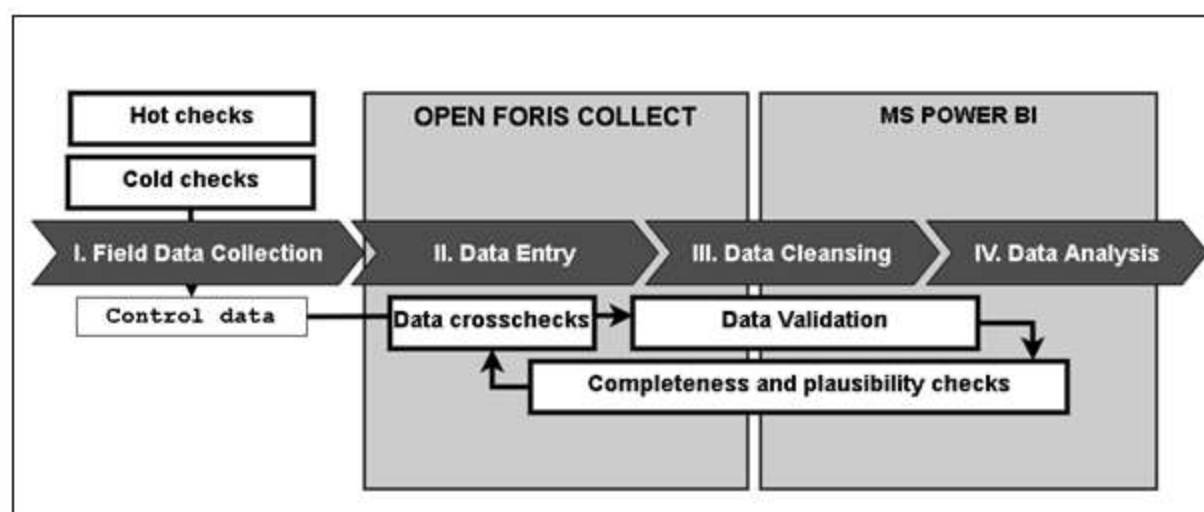 Hot checks
OPEN FORIS COLLECT
MS POWER BI
Cold checks
I. Field Data Collection
II. Data Entry
III. Data Cleansing
IV. Data Analysis
Control data
Data crosschecks
Data Validation
Completeness and plausibility checks